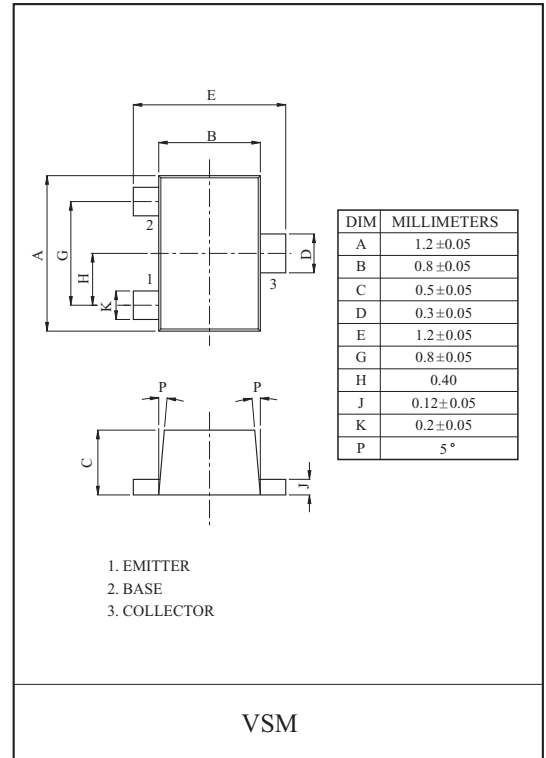 E
B
A
G
H
K
2
1
D
3
DIM MILLIMETERS
A 1.2±0.05
B 0.8±0.05
C 0.5±0.05
D 0.3±0.05
E 1.2±0.05
G 0.8±0.05
H 0.40
J 0.12±0.05
K 0.2±0.05
P 5°
P P
C
J
1. EMITTER
2. BASE
3. COLLECTOR
VSM